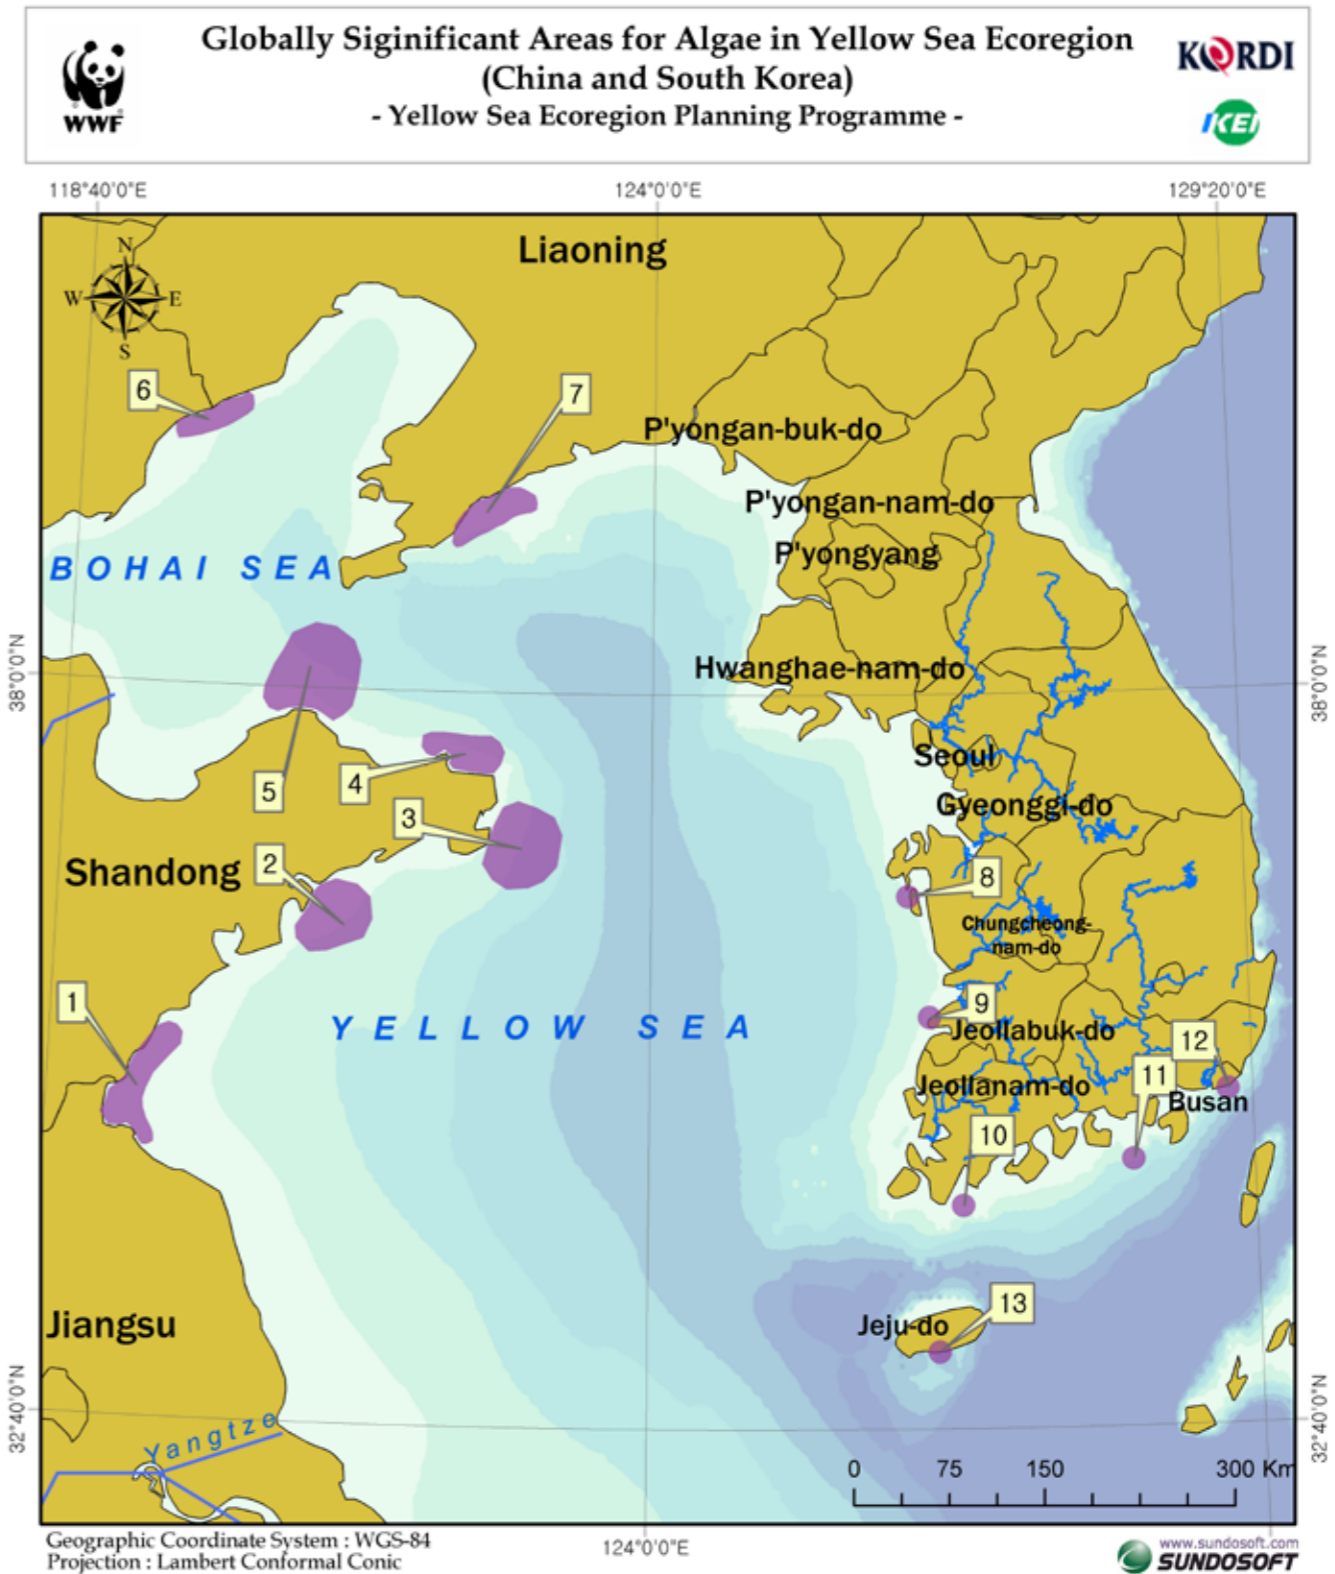 Globally Siginificant Areas for Algae in Yellow Sea Ecoregion
(China and South Korea)
- Yellow Sea Ecoregion Planning Programme -
WWF
KORDI
KEI
118°40'0"E
124°0'0"E
129°20'0"E
Liaoning
N
W
E
S
6
7
P'yongan-buk-do
P'yongan-nam-do
P'yongyang
BOHAI SEA
38°0'0"N
38°0'0"N
Hwanghae-nam-do
Seoul
5
4
Gyeonggi-do
3
Shandong
2
8
Chungcheong-
nam-do
1
9
YELLOW SEA
Jeollabuk-do
12
11
Jeollanam-do
Busan
10
13
Jeju-do
Jiangsu
32°40'0"N
32°40'0"N
Yangtze
0
75
150
300 Km
Geographic Coordinate System : WGS-84
Projection : Lambert Conformal Conic
124°0'0"E
www.sundosoft.com
SUNDOSOFT